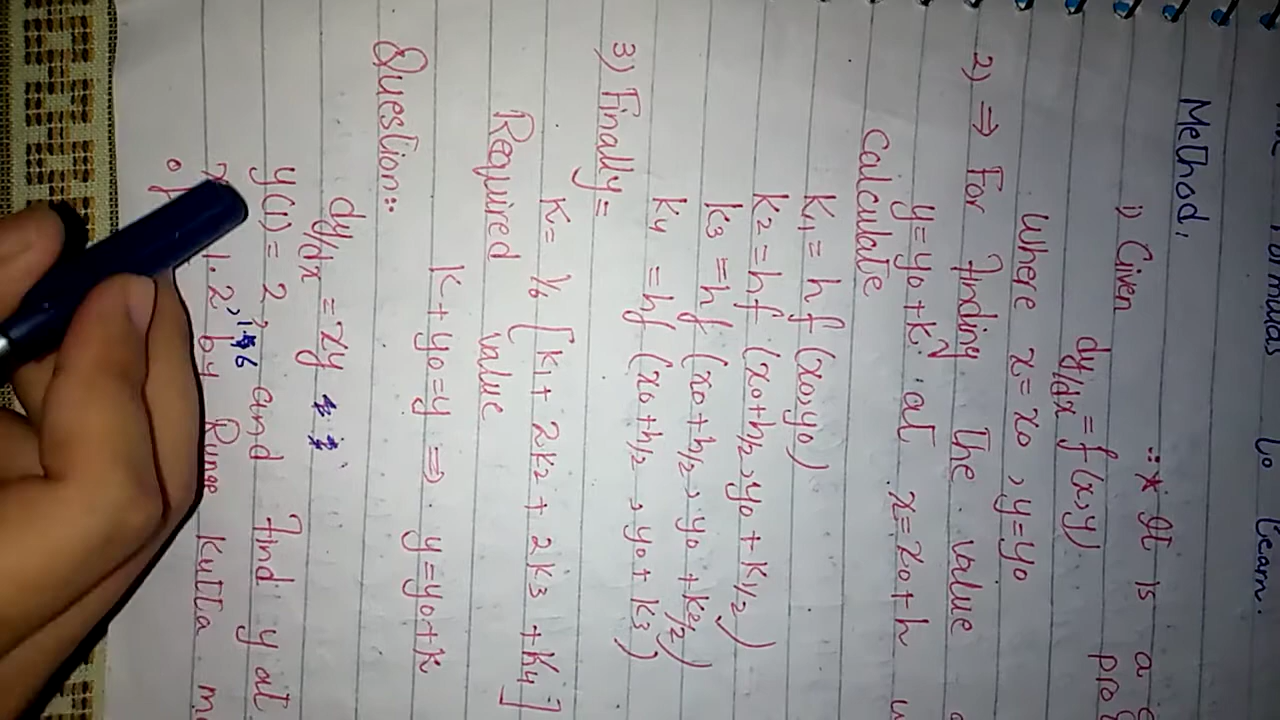 Formulas to learn.
Method,
∴ * It is a
i) Given
dy/dx = f(x,y)
Where x = x0 , y = y0
2) ⇒ For Finding The value
y = y0 + K at x = x0 + h
Calculate
K1 = hf (x0, y0)
K2 = hf (x0+h/2, y0 + K1/2)
K3 = hf (x0+h/2, y0 + K2/2)
K4 = hf (x0+h/2, y0 + K3)
3) Finally =
K = 1/6 [K1 + 2K2 + 2K3 + K4]
Required value
K + y0 = y ⇒ y = y0 + K
Question:-
dy/dx = xy
y(1) = 2, and Find y at
1.2, by Runge Kutta